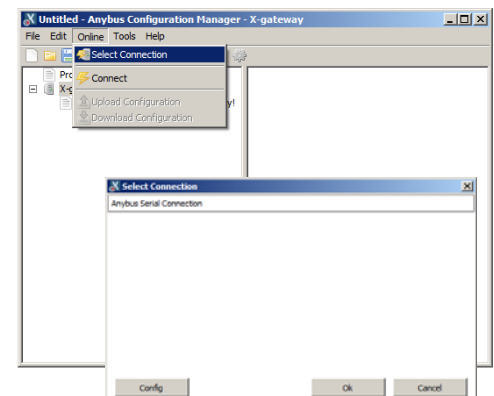 Untitled - Anybus Configuration Manager - X-gateway
File Edit Online Tools Help
Select Connection
Connect
Upload Configuration
Download Configuration
Pro
X-g
y!
Select Connection
Anybus Serial Connection
Config Ok Cancel